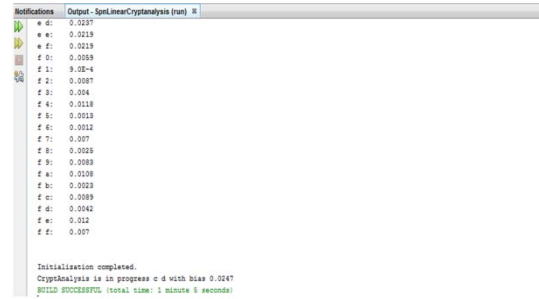 Notifications Output - SpnLinearCryptanalysis (run)
e d: 0.0237
e e: 0.0219
e f: 0.0219
f 0: 0.0059
f 1: 9.0E-4
f 2: 0.0087
f 3: 0.004
f 4: 0.0118
f 5: 0.0013
f 6: 0.0012
f 7: 0.007
f 8: 0.0025
f 9: 0.0083
f a: 0.0108
f b: 0.0023
f c: 0.0089
f d: 0.0042
f e: 0.012
f f: 0.007
Initialisation completed.
CryptAnalysis is in progress c d with bias 0.0247
BUILD SUCCESSFUL (total time: 1 minute 5 seconds)